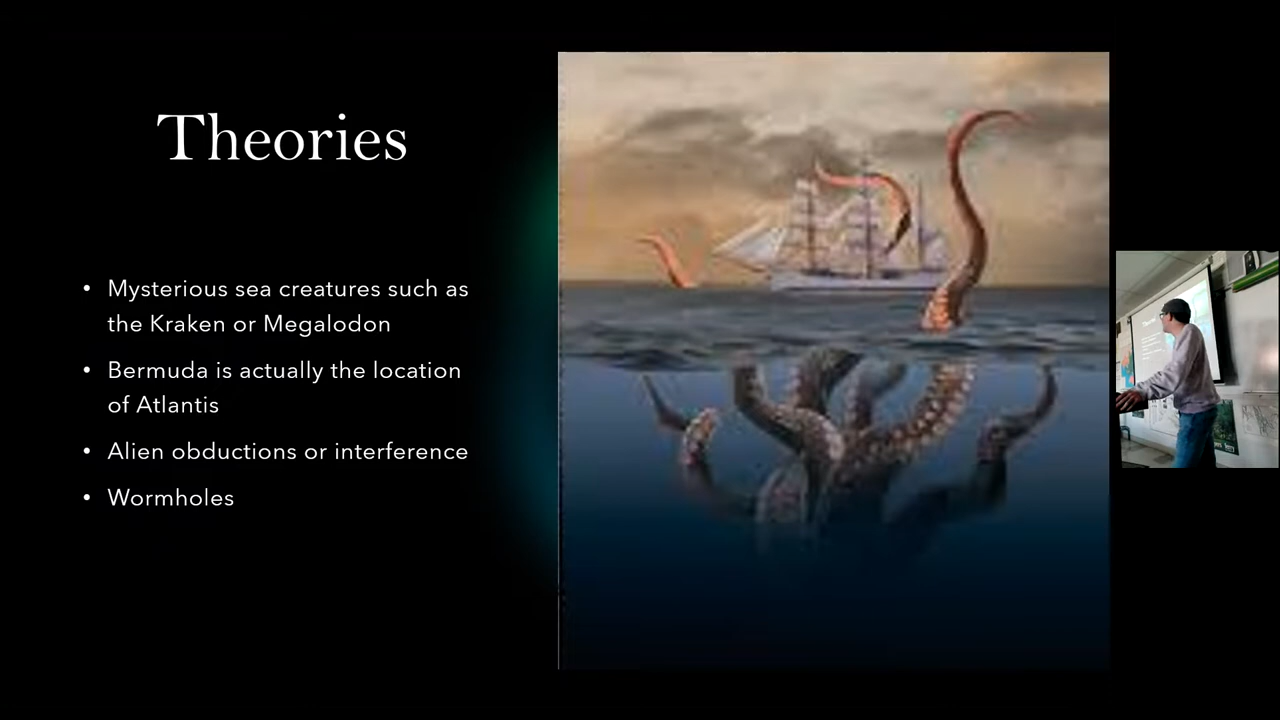 Theories
• Mysterious sea creatures such as
the Kraken or Megalodon
• Bermuda is actually the location
of Atlantis
• Alien obductions or interference
• Wormholes